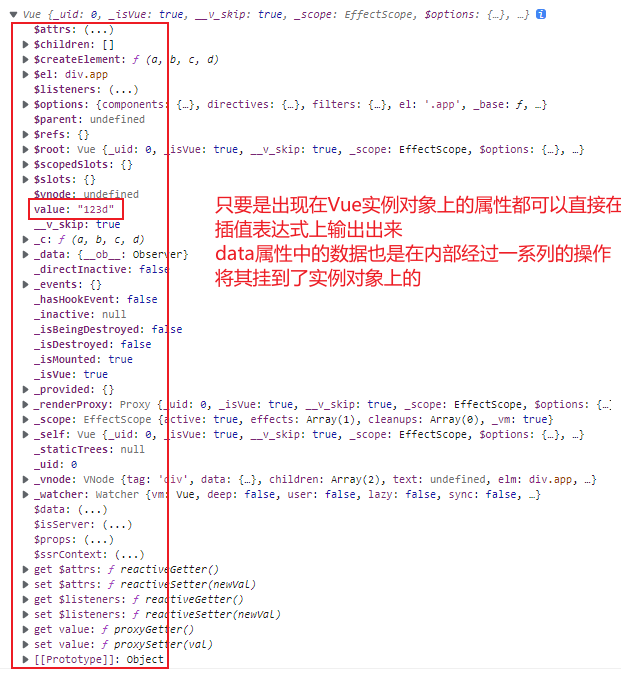 Vue {_uid: 0, _isVue: true, __v_skip: true, _scope: EffectScope, $options: {…}, …}
$attrs: (...)
$children: []
$createElement: ƒ (a, b, c, d)
$el: div.app
$listeners: (...)
$options: {components: {…}, directives: {…}, filters: {…}, el: '.app', _base: ƒ, …}
$parent: undefined
$refs: {}
$root: Vue {_uid: 0, _isVue: true, __v_skip: true, _scope: EffectScope, $options: {…}, …}
$scopedSlots: {}
$slots: {}
$vnode: undefined
value: "123d"
__v_skip: true
_c: ƒ (a, b, c, d)
_data: {__ob__: Observer}
_directInactive: false
_events: {}
_hasHookEvent: false
_inactive: null
_isBeingDestroyed: false
_isDestroyed: false
_isMounted: true
_isVue: true
_provided: {}
_renderProxy: Proxy {_uid: 0, _isVue: true, __v_skip: true, _scope: EffectScope, $options: {…}
_scope: EffectScope {active: true, effects: Array(1), cleanups: Array(0), _vm: true}
_self: Vue {_uid: 0, _isVue: true, __v_skip: true, _scope: EffectScope, $options: {…}, …}
_staticTrees: null
_uid: 0
_vnode: VNode {tag: 'div', data: {…}, children: Array(2), text: undefined, elm: div.app, …}
_watcher: Watcher {vm: Vue, deep: false, user: false, lazy: false, sync: false, …}
$data: (...)
$isServer: (...)
$props: (...)
$ssrContext: (...)
get $attrs: ƒ reactiveGetter()
set $attrs: ƒ reactiveSetter(newVal)
get $listeners: ƒ reactiveGetter()
set $listeners: ƒ reactiveSetter(newVal)
get value: ƒ proxyGetter()
set value: ƒ proxySetter(val)
[[Prototype]]: Object
只要是出现在Vue实例对象上的属性都可以直接在
插值表达式上输出出来
data属性中的数据也是在内部经过一系列的操作
将其挂到了实例对象上的